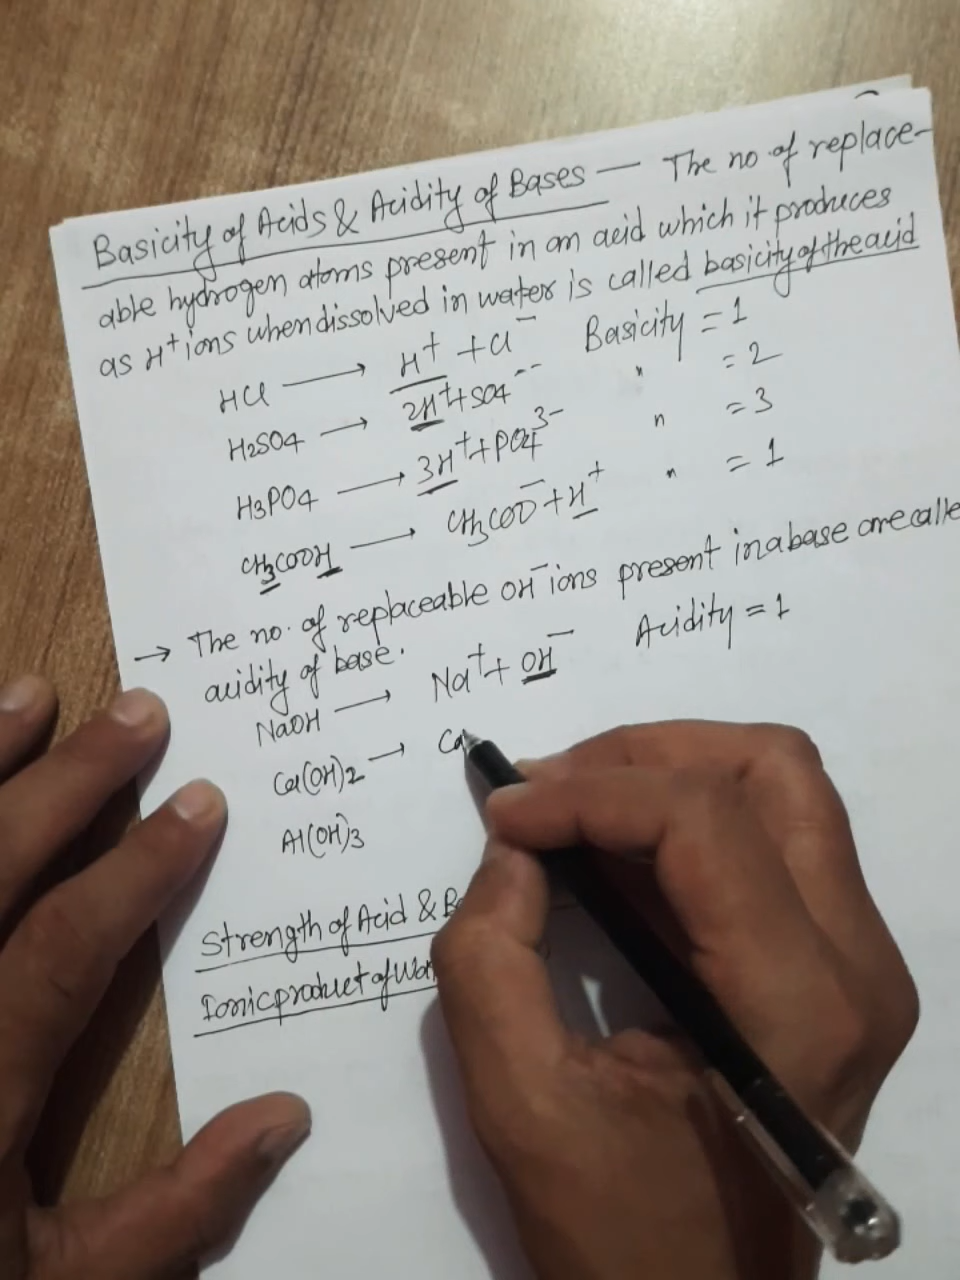 Basicity of Acids & Acidity of Bases — The no of replace-
able hydrogen atoms present in an acid which it produces
as H⁺ ions when dissolved in water is called basicity of the acid
HCl ⟶ H⁺ + Cl⁻ Basicity = 1
H2SO4 ⟶ 2H⁺ + SO4⁻⁻ " = 2
H3PO4 ⟶ 3H⁺ + PO4³⁻ " = 3
CH3COOH ⟶ CH3COO⁻ + H⁺ " = 1
→ The no. of replaceable OH⁻ ions present in a base are calle
acidity of base.
NaOH ⟶ Na⁺ + OH⁻ Acidity = 1
Ca(OH)2 ⟶ Ca
Al(OH)3
Strength of Acid & B
Ionic product of Wa